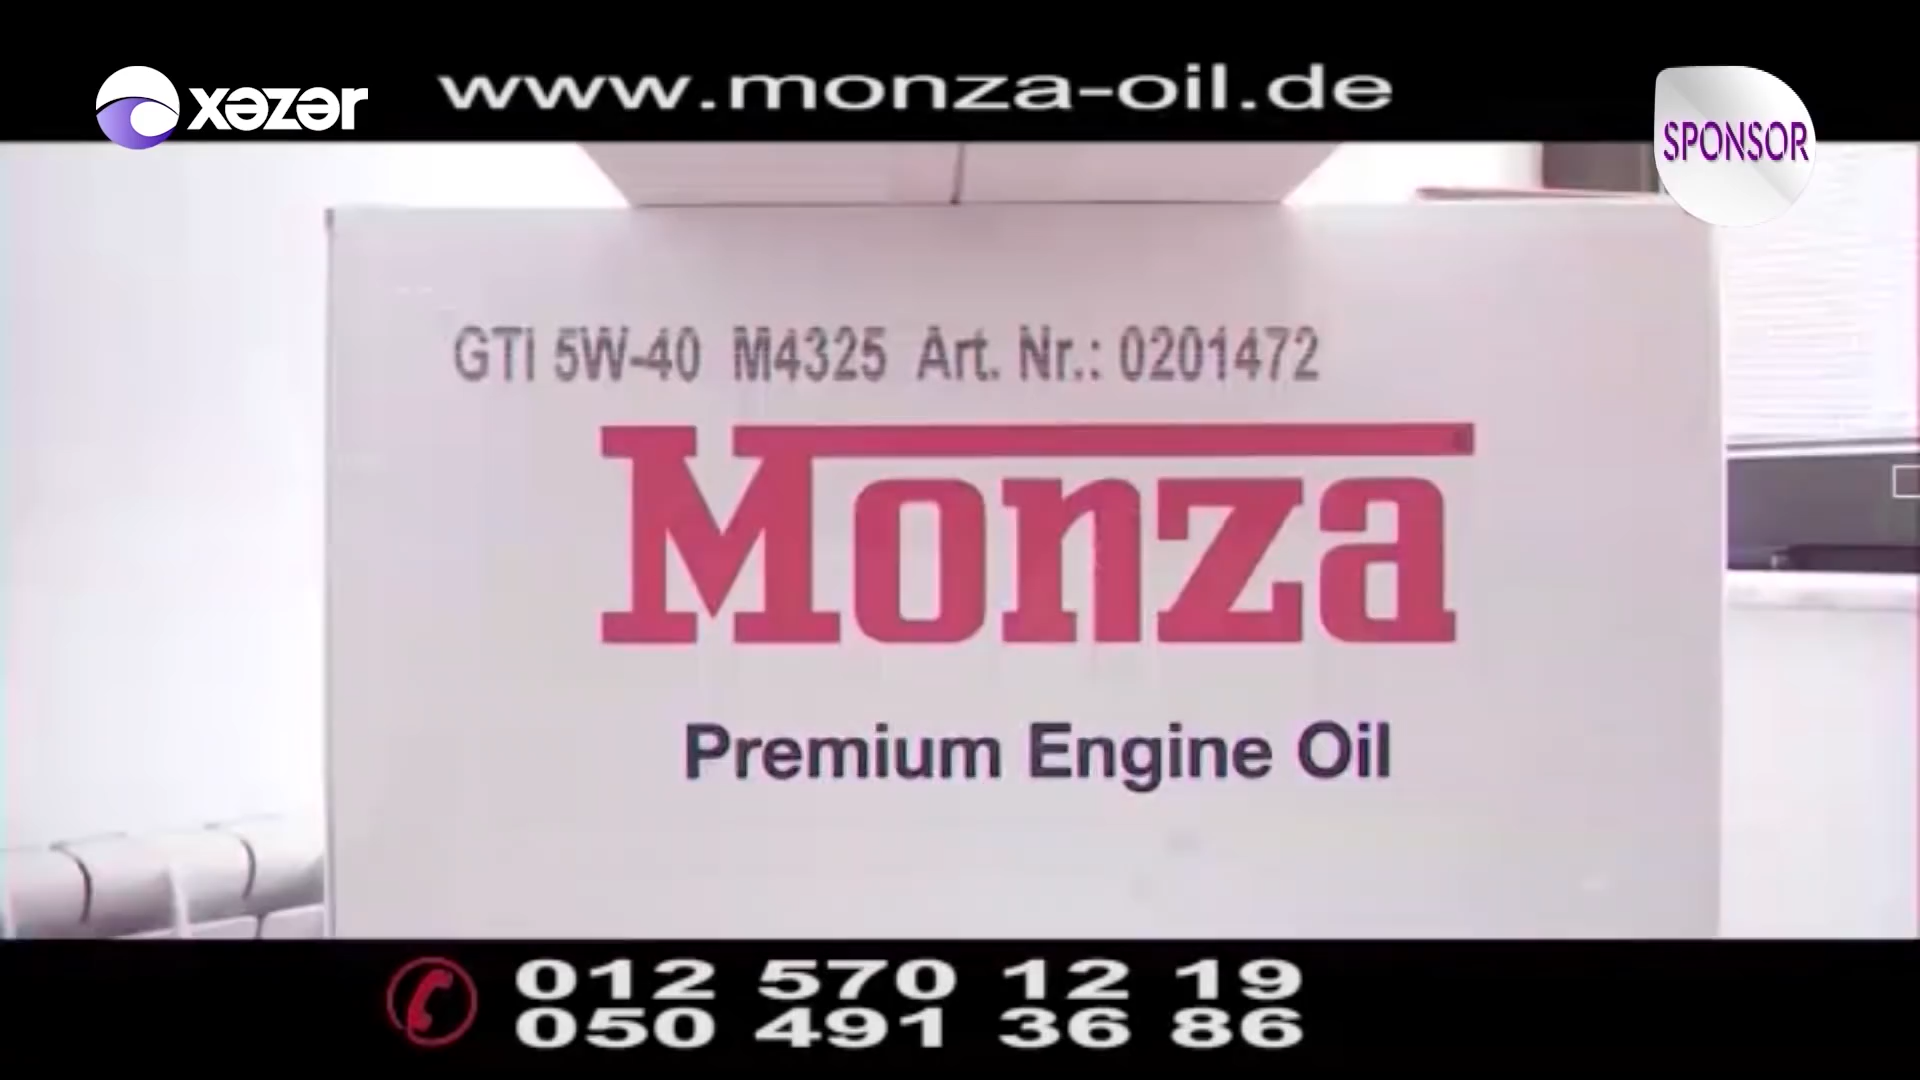 xəzər
www.monza-oil.de
SPONSOR
GTI 5W-40 M4325 Art. Nr.: 0201472
Monza
Premium Engine Oil
012 570 12 19
050 491 36 86